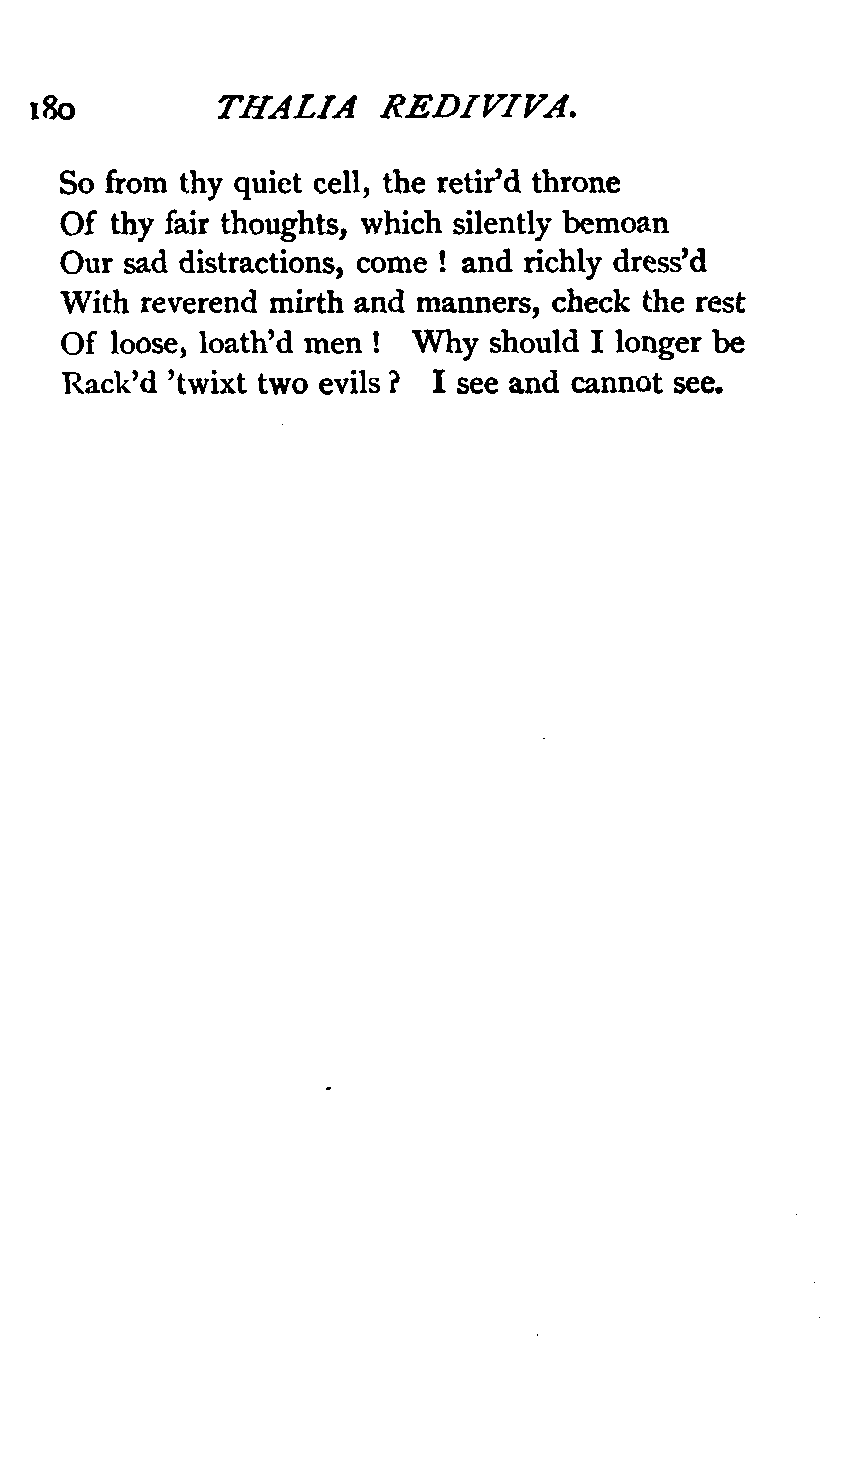 180 THALIA REDIVIVA.
So from thy quiet cell, the retir'd throne
Of thy fair thoughts, which silently bemoan
Our sad distractions, come ! and richly dress'd
With reverend mirth and manners, check the rest
Of loose, loath'd men ! Why should I longer be
Rack'd 'twixt two evils ? I see and cannot see.